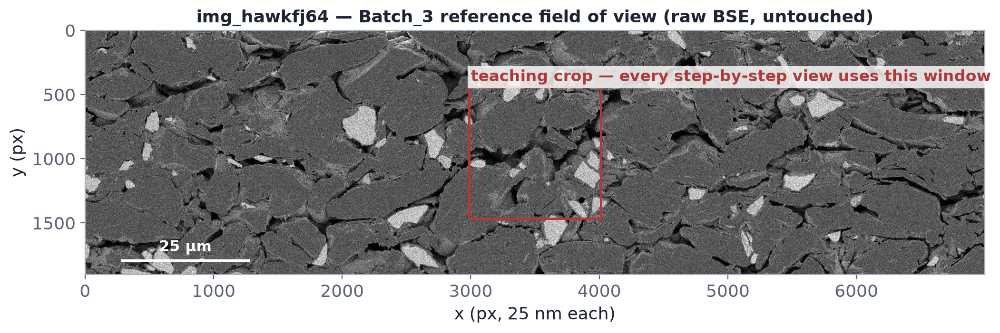 img_hawkfj64 — Batch_3 reference field of view (raw BSE, untouched)
0
500
1000
1500
y (px)
teaching crop — every step-by-step view uses this window
25 µm
0 1000 2000 3000 4000 5000 6000
x (px, 25 nm each)